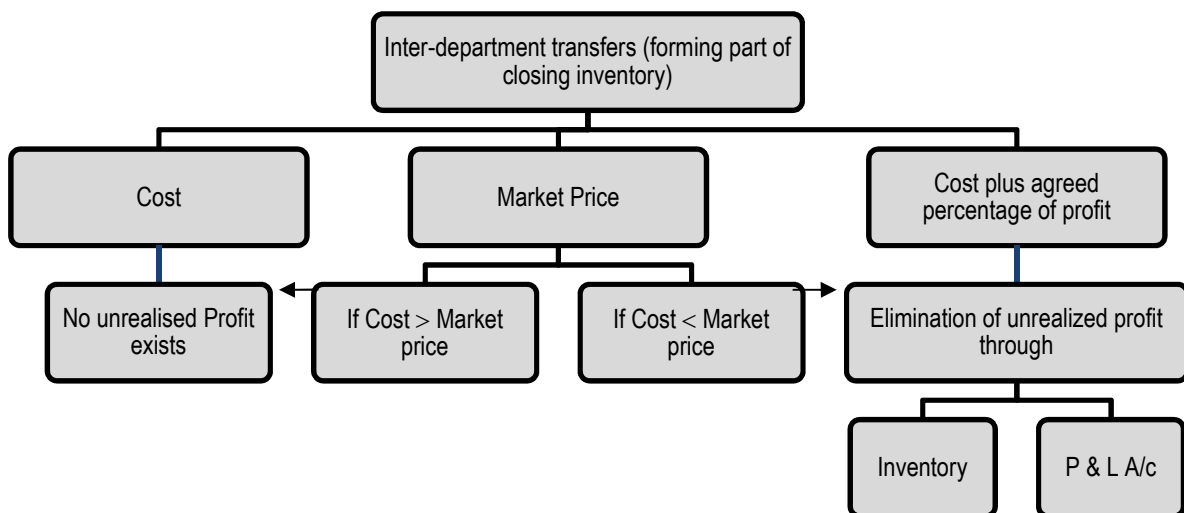 Inter-department transfers (forming part of
closing inventory)
Cost
Market Price
Cost plus agreed
percentage of profit
No unrealised Profit
exists
If Cost > Market
price
If Cost < Market
price
Elimination of unrealized profit
through
Inventory
P & L A/c